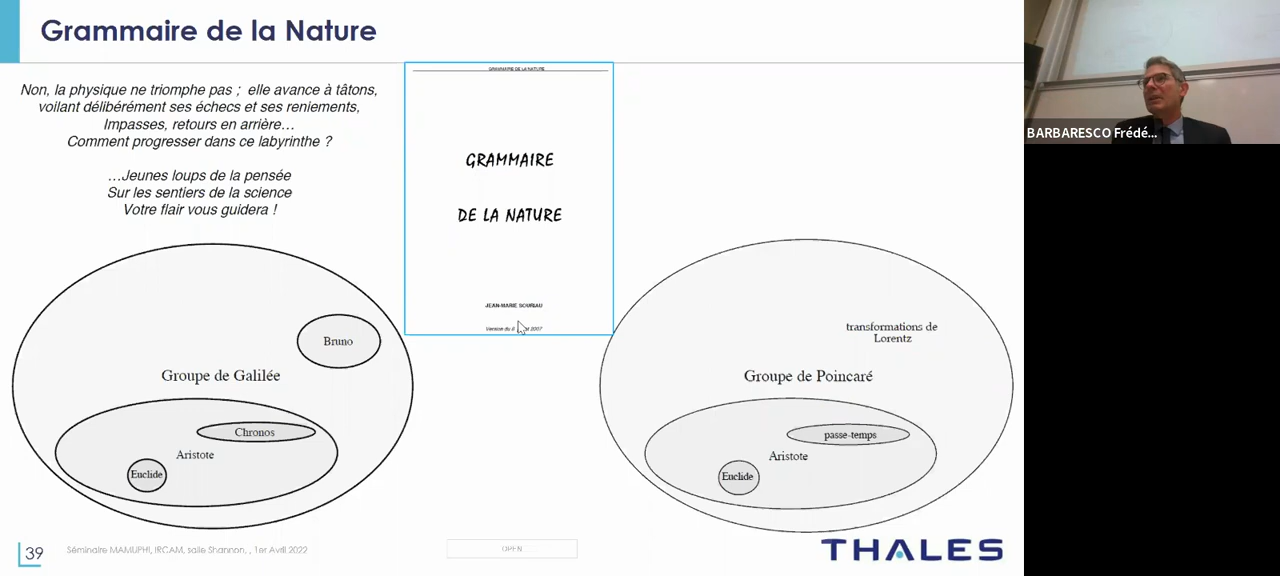 Grammaire de la Nature
Non, la physique ne triomphe pas ; elle avance à tâtons,
voilant délibérément ses échecs et ses reniements,
Impasses, retours en arrière…
Comment progresser dans ce labyrinthe ?
…Jeunes loups de la pensée
Sur les sentiers de la science
Votre flair vous guidera !
GRAMMAIRE DE LA NATURE
GRAMMAIRE
DE LA NATURE
JEAN-MARIE SOURIAU
Version du 2007
Bruno
Groupe de Galilée
Chronos
Aristote
Euclide
transformations de
Lorentz
Groupe de Poincaré
passe-temps
Aristote
Euclide
39
Séminaire MAMUPHI, IRCAM, salle Shannon, , 1er Avril 2022
OPEN
THALES
BARBARESCO Frédé...